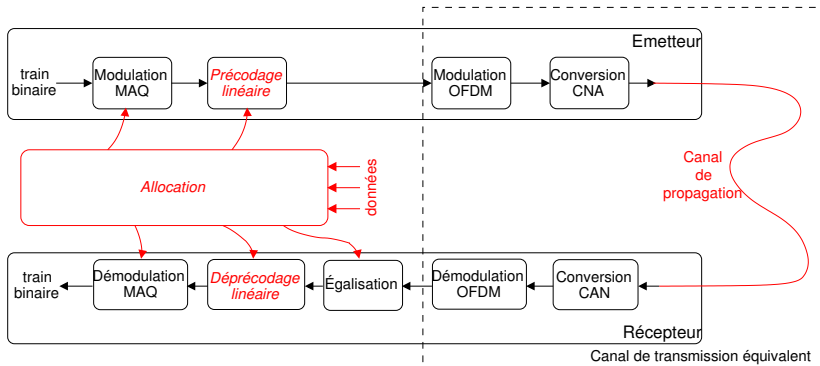 Emetteur
train
binaire
Modulation
MAQ
Précodage
linéaire
Modulation
OFDM
Conversion
CNA
Allocation
données
Canal
de
propagation
train
binaire
Démodulation
MAQ
Déprécodage
linéaire
Égalisation
Démodulation
OFDM
Conversion
CAN
Récepteur
Canal de transmission équivalent